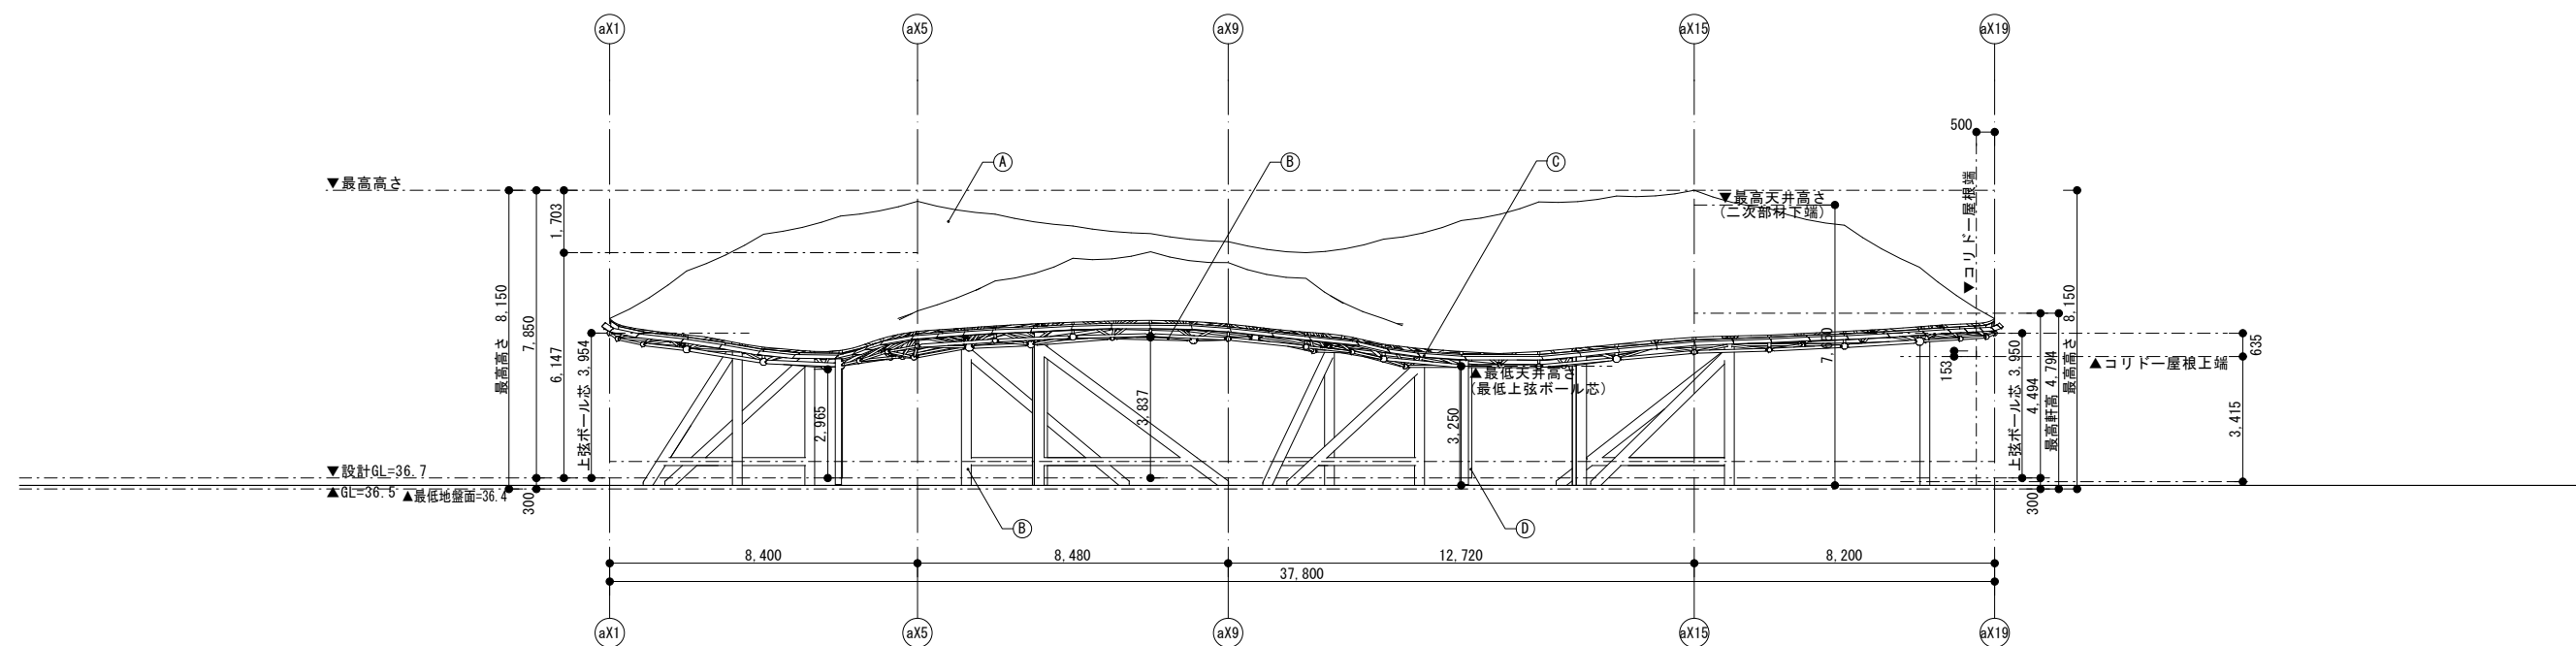 aX1 aX5 aX9 aX15 aX19
500
A B C
▼最高高さ
▼最高天井高さ
(二次部材下端)
▼コリドー屋根端
1,703
最高高さ 8,150
7,850
6,147
上弦ボール芯 3,954
2,965
3,837
3,250
▲最低天井高さ
(最低上弦ボール芯)
153
上弦ボール芯 3,950
4,494
最高軒高 4,794
最高高さ 8,150
635
▲コリドー屋根上端
3,415
▼設計GL=36.7
▲GL=36.5
▲最低地盤面=36.4
300
300
B D
8,400 8,480 12,720 8,200
37,800
aX1 aX5 aX9 aX15 aX19